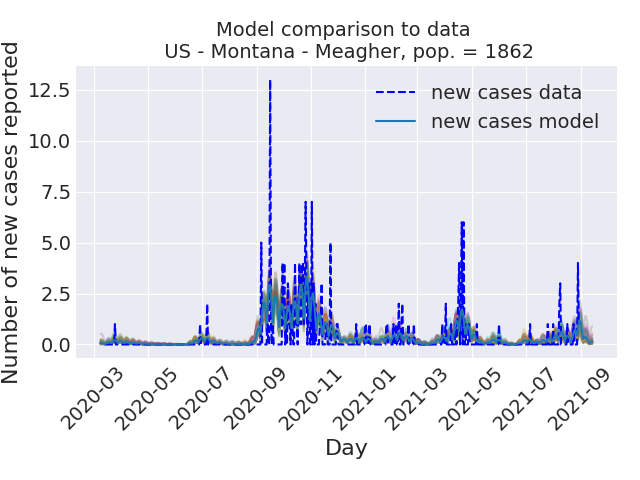 Model comparison to data
US - Montana - Meagher, pop. = 1862
Number of new cases reported
12.5
10.0
7.5
5.0
2.5
0.0
new cases data
new cases model
2020-03
2020-05
2020-07
2020-09
2020-11
2021-01
2021-03
2021-05
2021-07
2021-09
Day